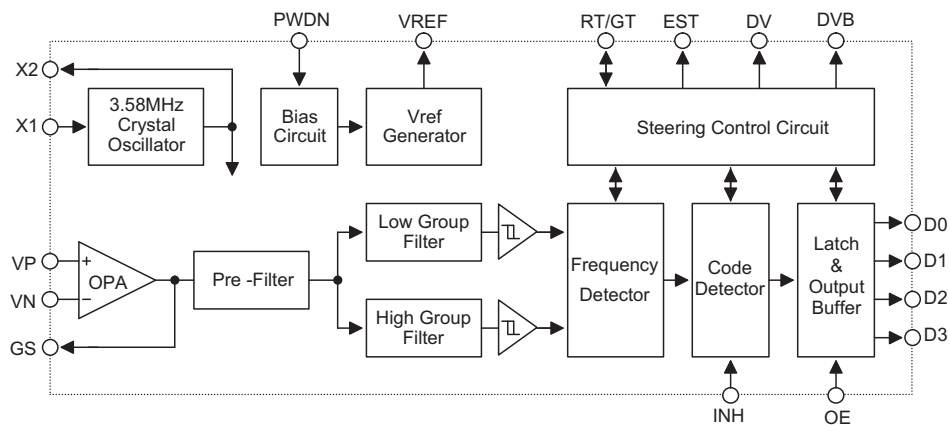 PWDN
VREF
RT/GT
EST
DV
DVB
X2
X1
3.58MHz
Crystal
Oscillator
Bias
Circuit
Vref
Generator
Steering Control Circuit
VP
+
OPA
VN
−
GS
Pre -Filter
Low Group
Filter
High Group
Filter
Frequency
Detector
Code
Detector
Latch
&
Output
Buffer
D0
D1
D2
D3
INH
OE